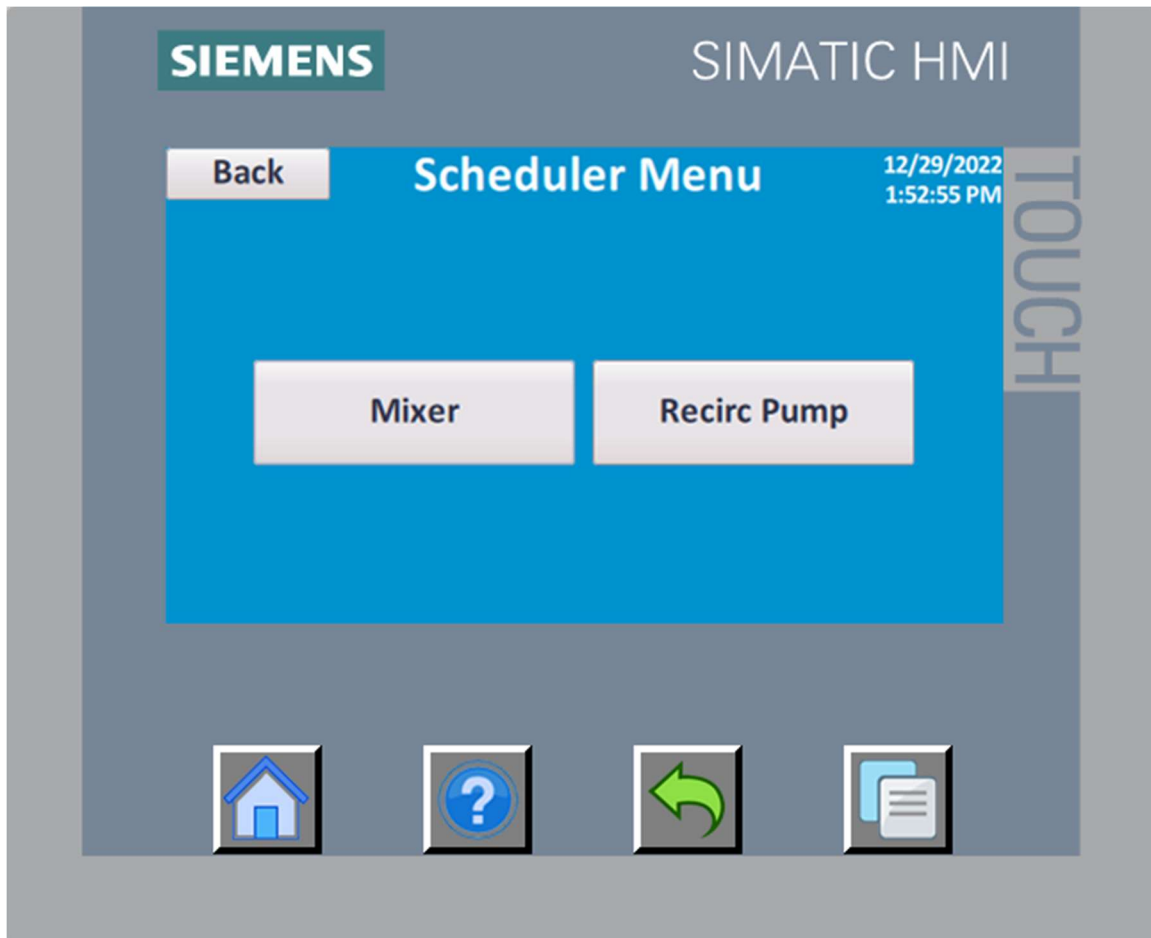 SIEMENS
SIMATIC HMI
Back
Scheduler Menu
12/29/2022
1:52:55 PM
TOUCH
Mixer
Recirc Pump
?